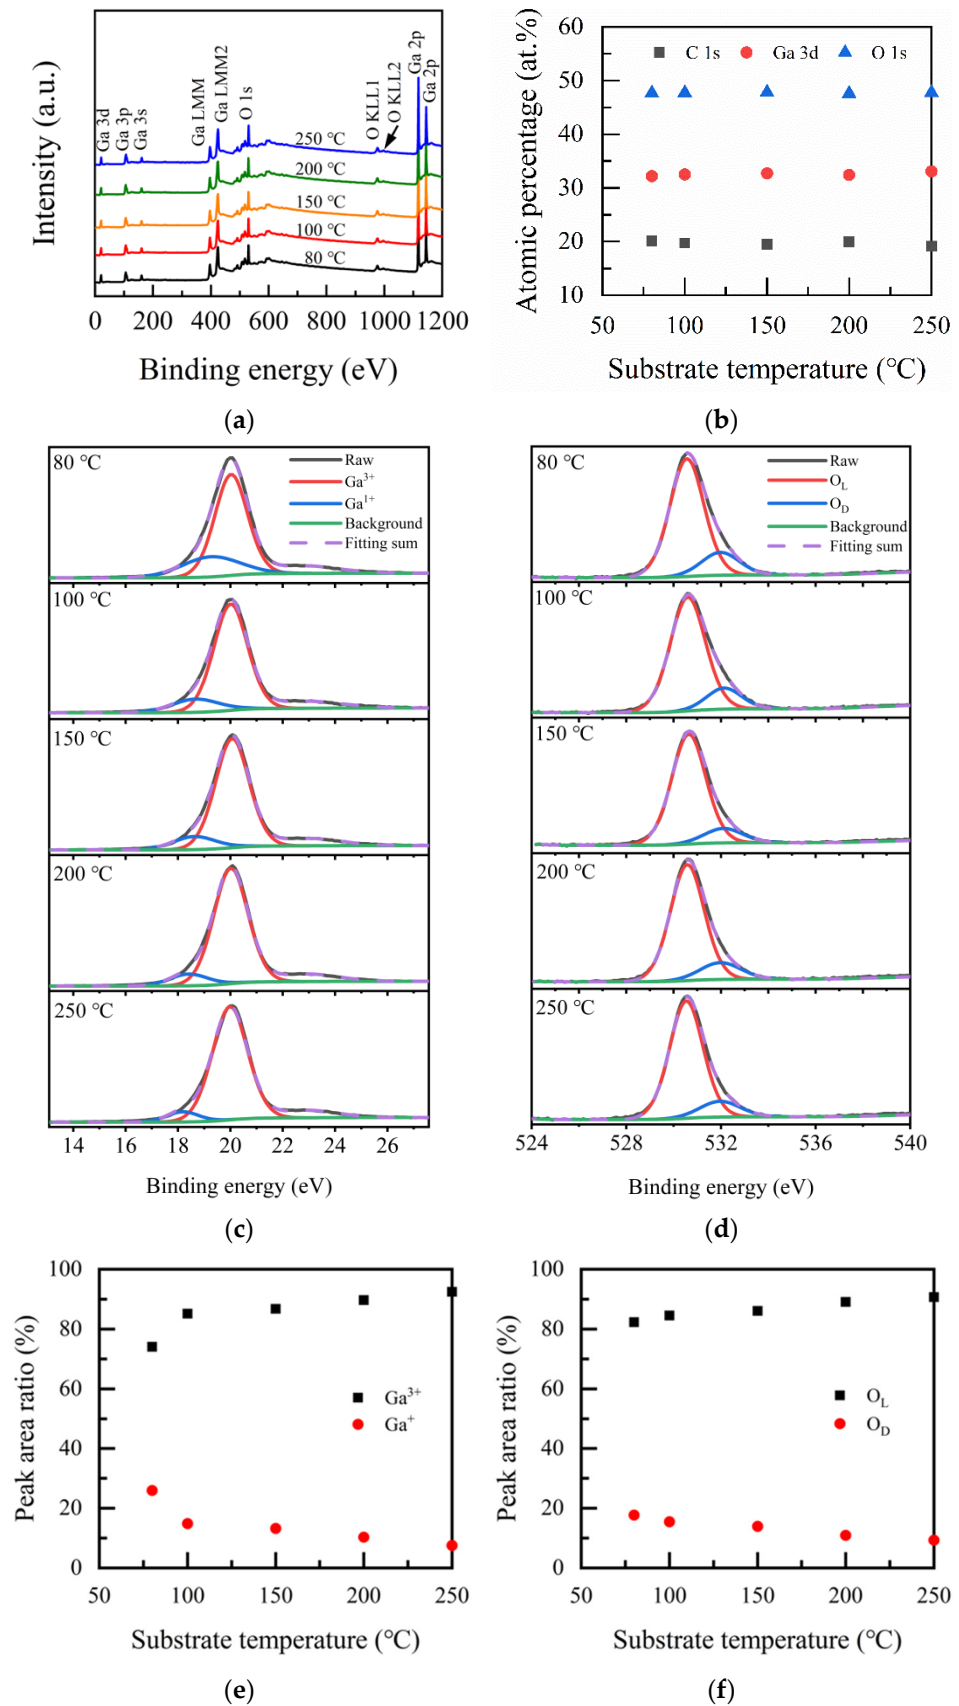 Intensity (a.u.)
Ga 3d
Ga 3p
Ga 3s
Ga LMM
Ga LMM2
O 1s
O KLL1
O KLL2
Ga 2p
Ga 2p
250 ℃
200 ℃
150 ℃
100 ℃
80 ℃
0 200 400 600 800 1000 1200
Binding energy (eV)
(a)
Atomic percentage (at.%)
C 1s Ga 3d O 1s
60
50
40
30
20
10
50 100 150 200 250
Substrate temperature (℃)
(b)
80 ℃
Raw
Ga³⁺
Ga¹⁺
Background
Fitting sum
100 ℃
150 ℃
200 ℃
250 ℃
14 16 18 20 22 24 26
Binding energy (eV)
(c)
80 ℃
Raw
O_L
O_D
Background
Fitting sum
100 ℃
150 ℃
200 ℃
250 ℃
524 528 532 536 540
Binding energy (eV)
(d)
Peak area ratio (%)
100
80
60
40
20
0
Ga³⁺
Ga⁺
50 100 150 200 250
Substrate temperature (℃)
(e)
Peak area ratio (%)
100
80
60
40
20
0
O_L
O_D
50 100 150 200 250
Substrate temperature (℃)
(f)